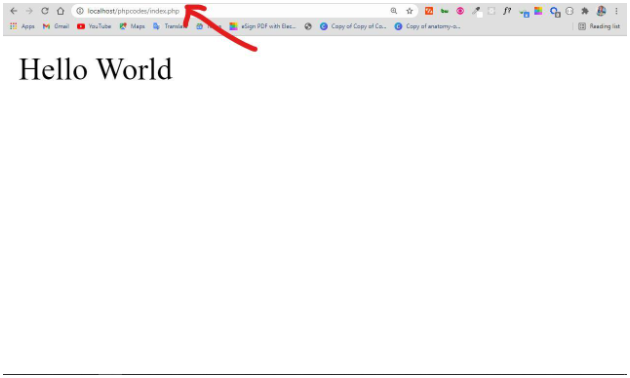 localhost/phpcodes/index.php
Apps Gmail YouTube Maps Translate eSign PDF with Elec... Copy of Copy of Co... Copy of anatomy-o... Reading list
Hello World